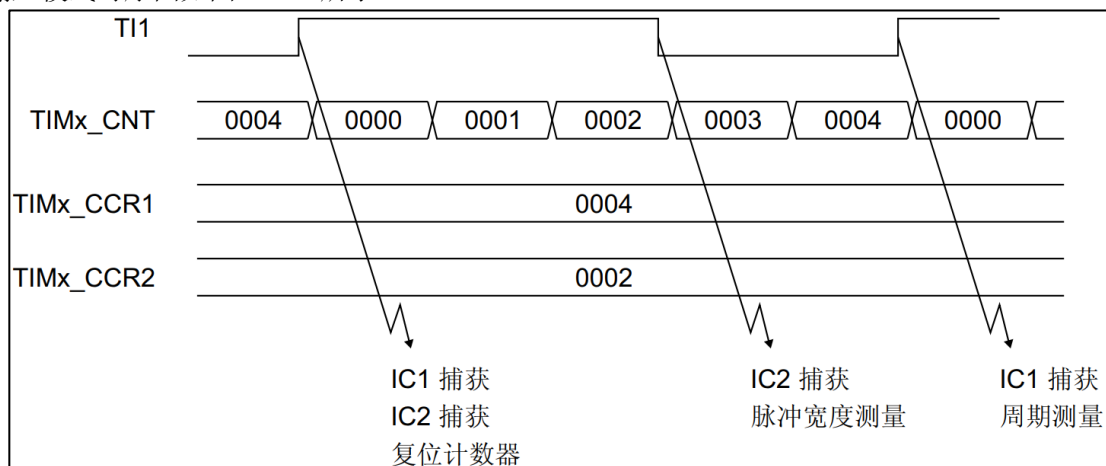 TI1
TIMx_CNT 0004 0000 0001 0002 0003 0004 0000
TIMx_CCR1 0004
TIMx_CCR2 0002
IC1 捕获
IC2 捕获
复位计数器
IC2 捕获
脉冲宽度测量
IC1 捕获
周期测量